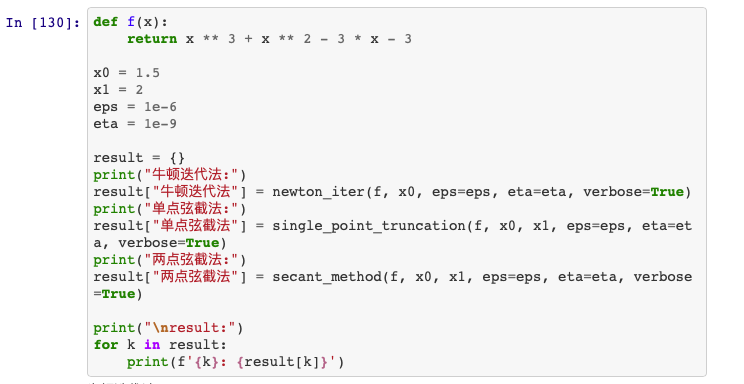 In [130]:
def f(x):
    return x ** 3 + x ** 2 - 3 * x - 3

x0 = 1.5
x1 = 2
eps = 1e-6
eta = 1e-9

result = {}
print("牛顿迭代法:")
result["牛顿迭代法"] = newton_iter(f, x0, eps=eps, eta=eta, verbose=True)
print("单点弦截法:")
result["单点弦截法"] = single_point_truncation(f, x0, x1, eps=eps, eta=et
a, verbose=True)
print("两点弦截法:")
result["两点弦截法"] = secant_method(f, x0, x1, eps=eps, eta=eta, verbose
=True)

print("\nresult:")
for k in result:
    print(f'{k}: {result[k]}')